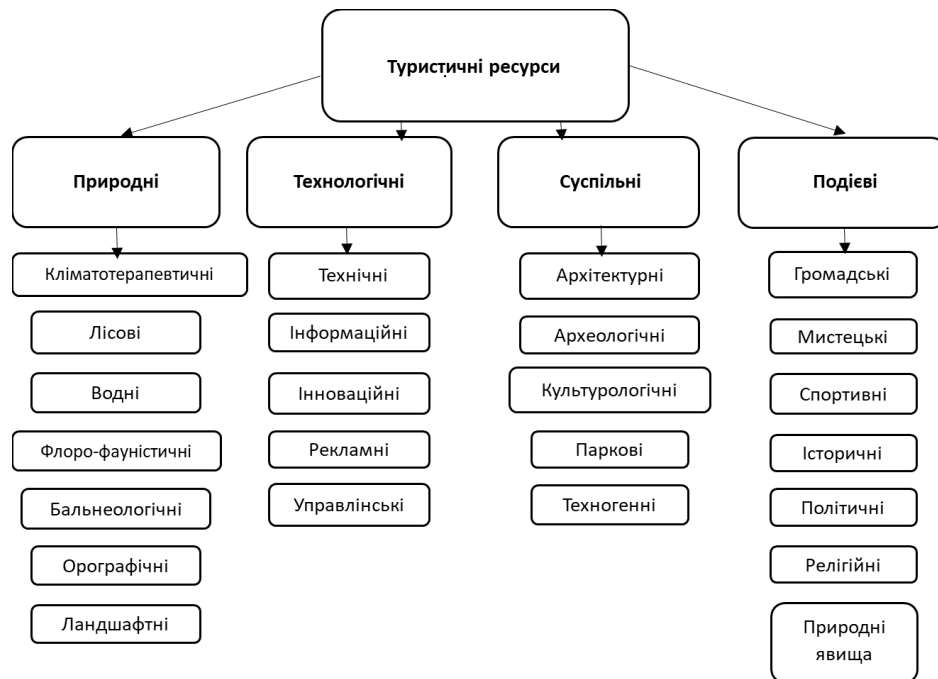 Туристичні ресурси
Природні
Технологічні
Суспільні
Подієві
Кліматотерапевтичні
Лісові
Водні
Флоро-фауністичні
Бальнеологічні
Орографічні
Ландшафтні
Технічні
Інформаційні
Інноваційні
Рекламні
Управлінські
Архітектурні
Археологічні
Культурологічні
Паркові
Техногенні
Громадські
Мистецькі
Спортивні
Історичні
Політичні
Релігійні
Природні
явища